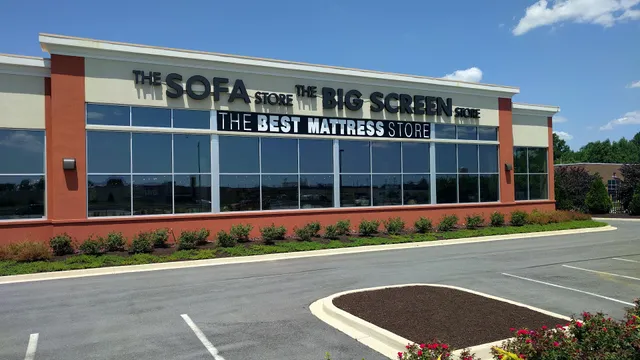 THE SOFA STORE THE BIG SCREEN STORE
THE BEST MATTRESS STORE